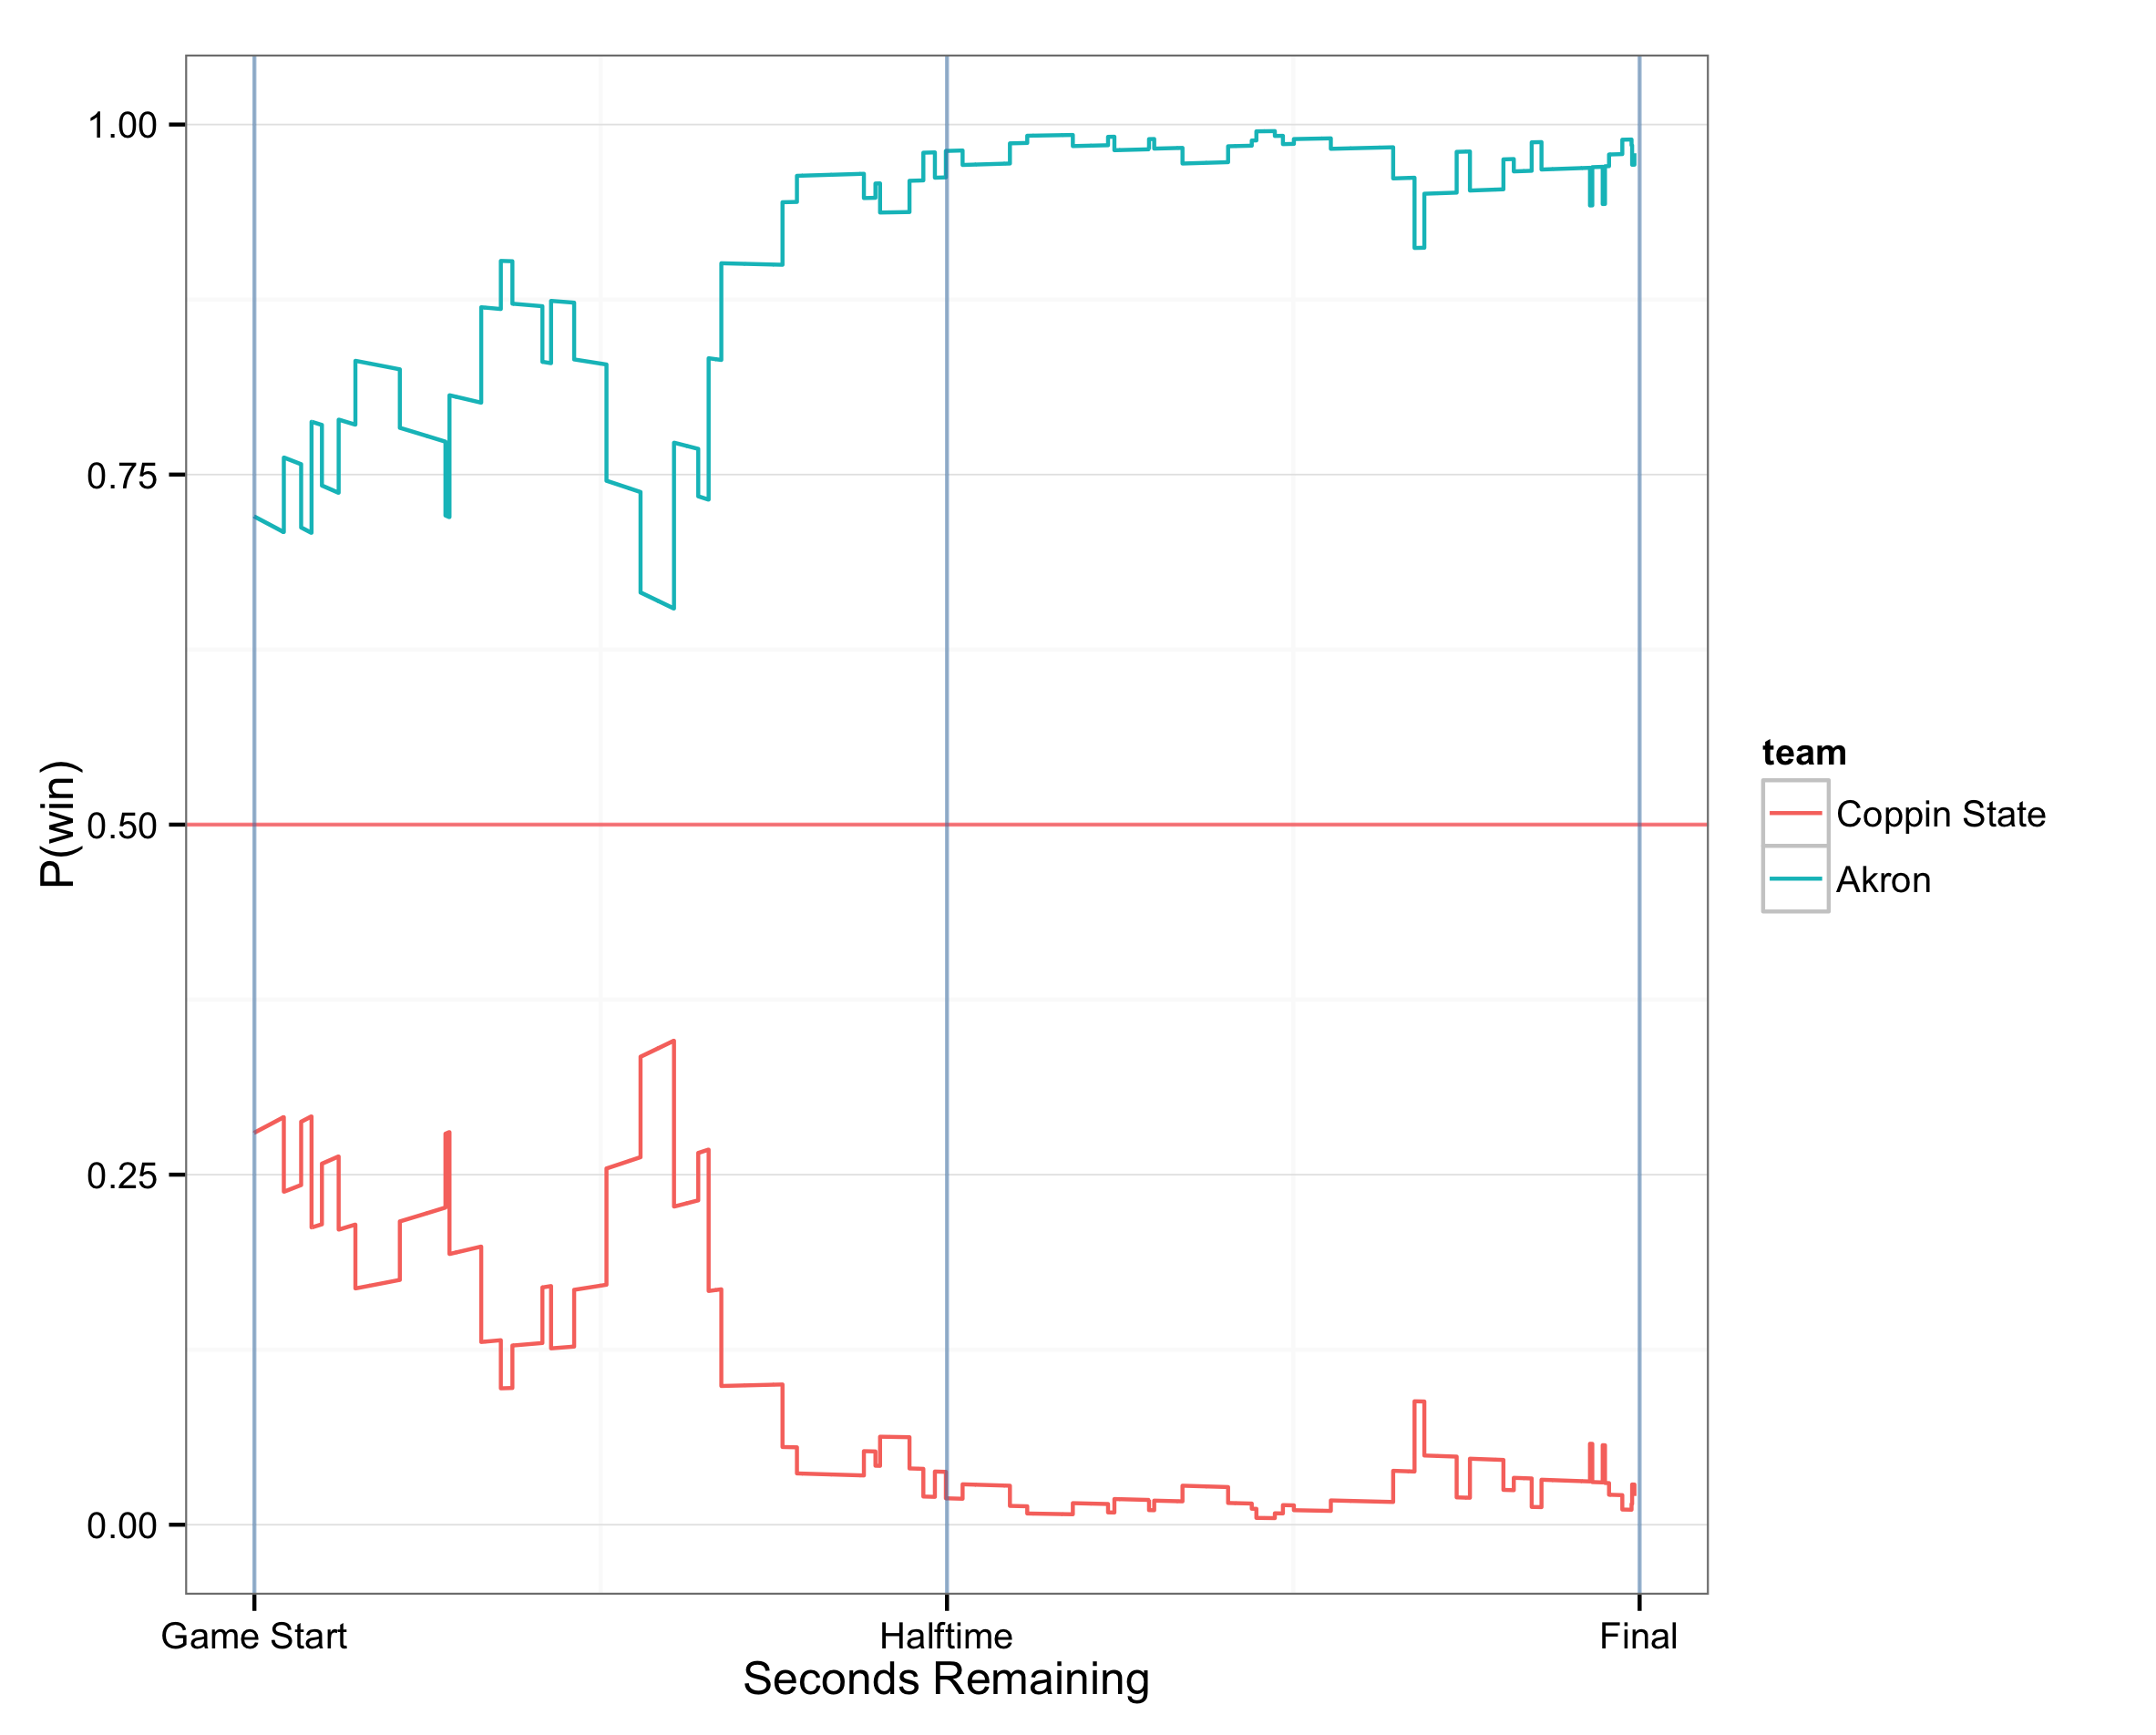 1.00
0.75
0.50
0.25
0.00
P(win)
Game Start
Halftime
Final
Seconds Remaining
team
Coppin State
Akron